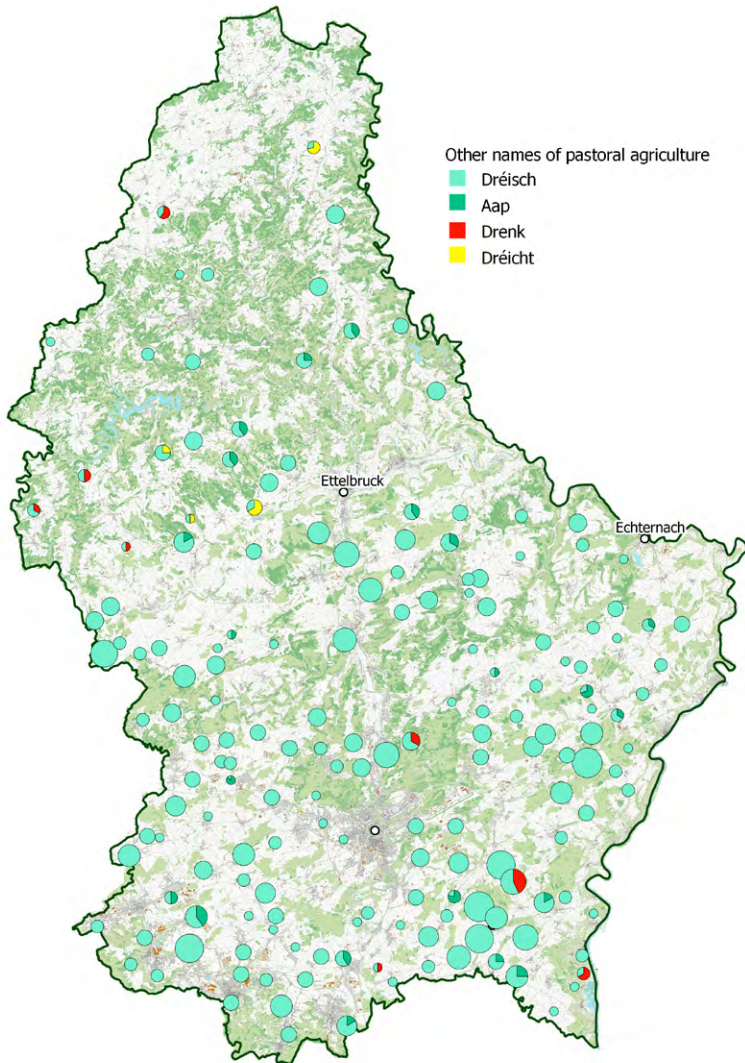 Other names of pastoral agriculture
Dréisch
Aap
Drenk
Dréicht
Ettelbruck
Echternach